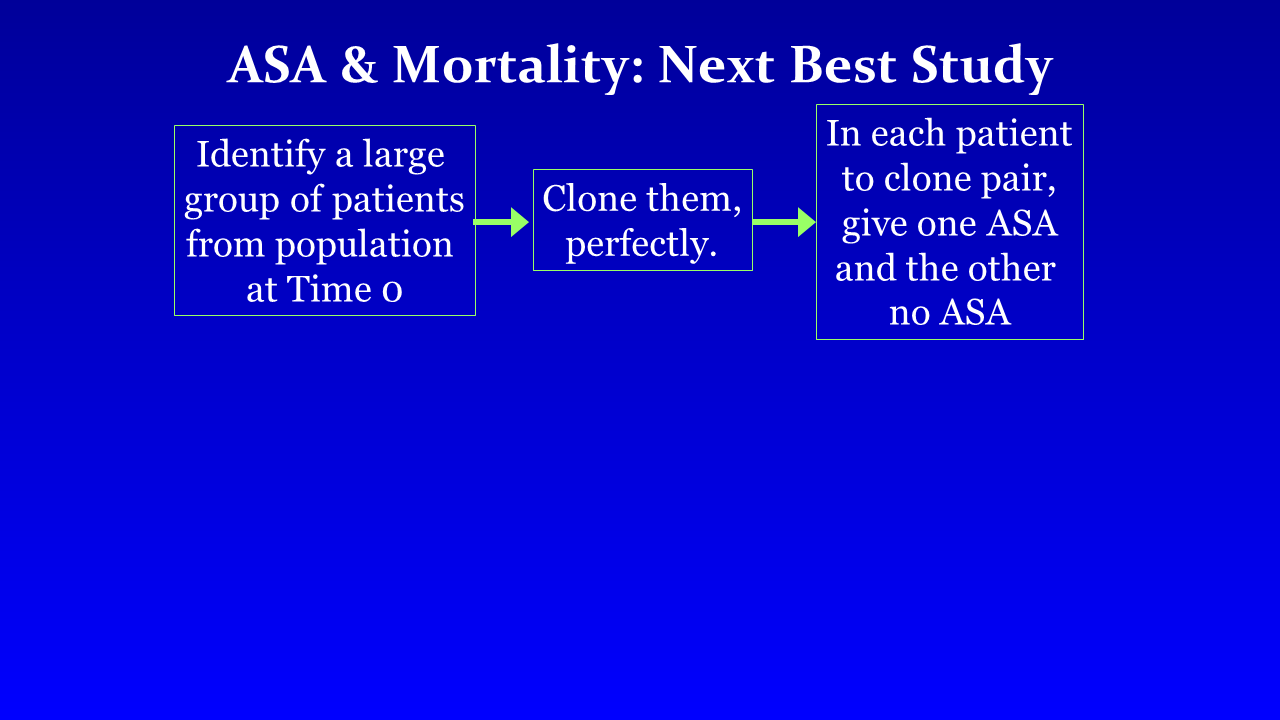 ASA & Mortality: Next Best Study
Identify a large
group of patients
from population
at Time 0
Clone them,
perfectly.
In each patient
to clone pair,
give one ASA
and the other
no ASA